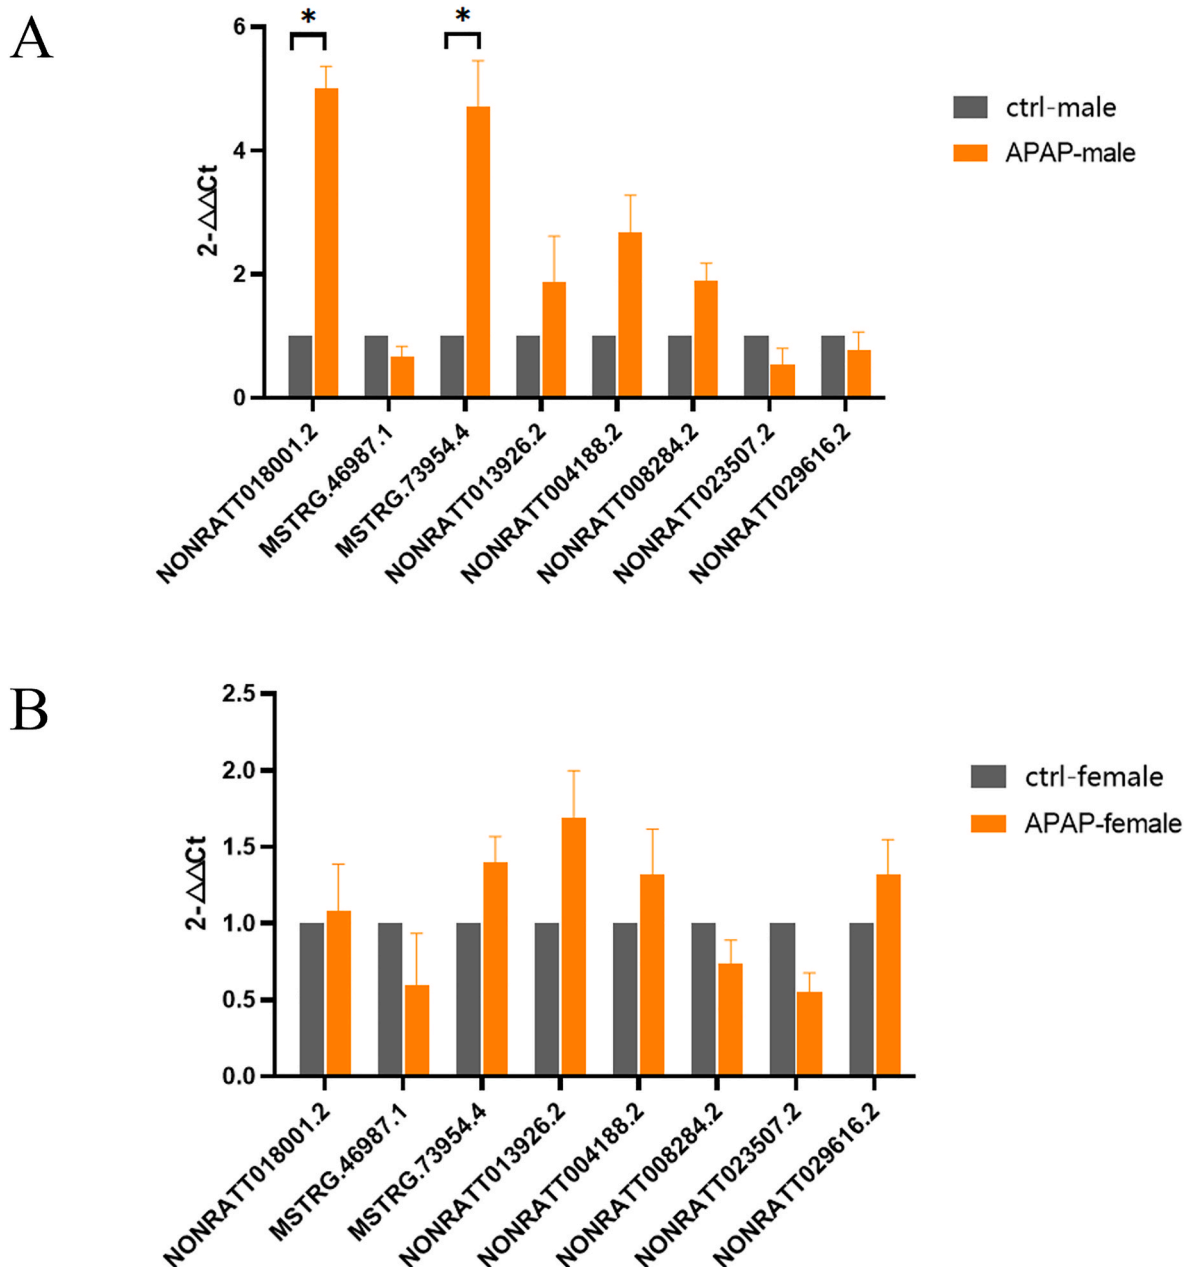 A
6
4
2
0
2-△△Ct
*
*
ctrl-male
APAP-male
NONRATT018001.2
MSTRG.46987.1
MSTRG.73954.4
NONRATT013926.2
NONRATT004188.2
NONRATT008284.2
NONRATT023507.2
NONRATT029616.2
B
2.5
2.0
1.5
1.0
0.5
0.0
2-△△Ct
ctrl-female
APAP-female
NONRATT018001.2
MSTRG.46987.1
MSTRG.73954.4
NONRATT013926.2
NONRATT004188.2
NONRATT008284.2
NONRATT023507.2
NONRATT029616.2